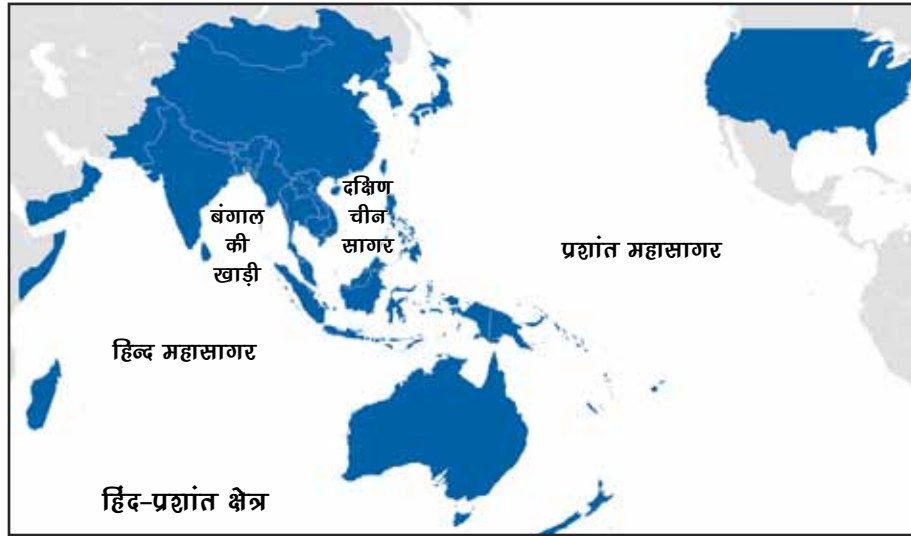 दक्षिण
चीन
सागर
बंगाल
की
खाड़ी
प्रशांत महासागर
हिन्द महासागर
हिंद-प्रशांत क्षेत्र